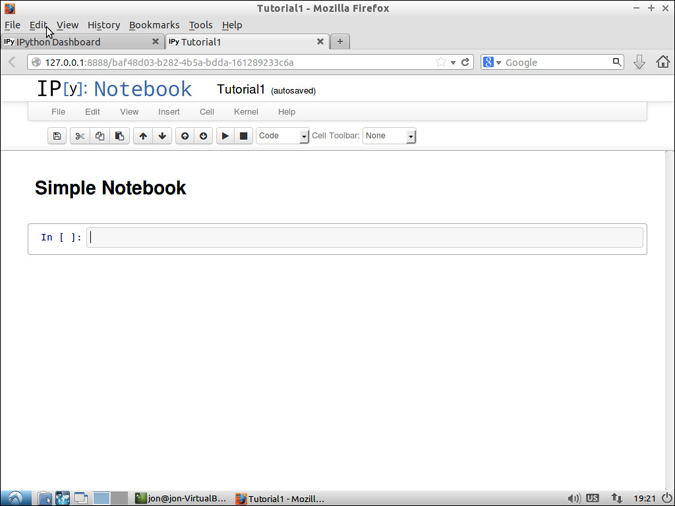 Tutorial1 - Mozilla Firefox
File Edit View History Bookmarks Tools Help
IPy IPython Dashboard IPy Tutorial1
127.0.0.1:8888/baf48d03-b282-4b5a-bdda-161289233c6a Google
IP[y]: Notebook Tutorial1 (autosaved)
File Edit View Insert Cell Kernel Help
Code Cell Toolbar: None
Simple Notebook
In [ ]:
jon@jon-VirtualB... Tutorial1 - Mozilla Firef... US 19:21